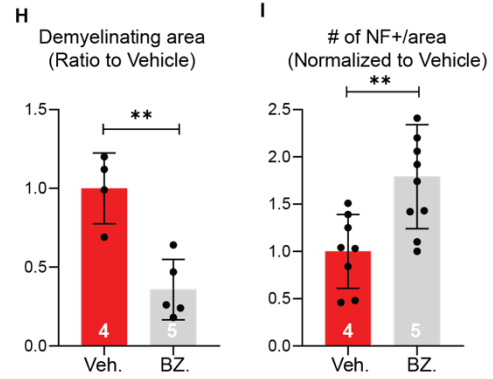 H
Demyelinating area
(Ratio to Vehicle)
**
1.5
1.0
0.5
0.0
4
5
Veh.
BZ.
I
# of NF+/area
(Normalized to Vehicle)
**
2.5
2.0
1.5
1.0
0.5
0.0
4
5
Veh.
BZ.